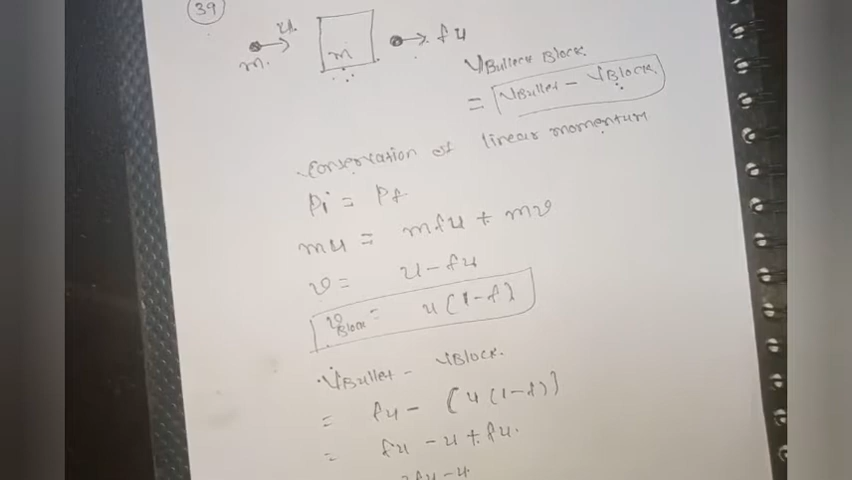 39
u
m. m fu
VBullet Block.
= VBullet - VBlock.
Conservation of linear momentum
Pi = Pf
mu = mfu + mv
v = u - fu
vBlock = u (1-f)
VBullet - VBlock.
= fu - (u (1-f))
= fu - u + fu.
2fu - u.